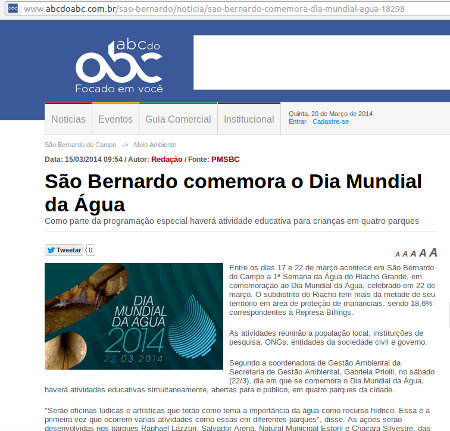 www.abcdoabc.com.br/sao-bernardo/noticia/sao-bernardo-comemora-dia-mundial-agua-18298
abcdo
abc
Focado em você
Notícias Eventos Guia Comercial Institucional
Quinta, 20 de Março de 2014
Entrar Cadastre-se
São Bernardo do Campo -> Meio Ambiente
Data: 15/03/2014 09:54 / Autor: Redação / Fonte: PMSBC
São Bernardo comemora o Dia Mundial
da Água
Como parte da programação especial haverá atividade educativa para crianças em quatro parques
Tweetar 0
A A A A A
DIA
MUNDIAL
DA ÁGUA
2014
22.03.2014
Entre os dias 17 e 22 de março acontece em São Bernardo
do Campo a 1ª Semana da Água do Riacho Grande, em
comemoração ao Dia Mundial da Água, celebrado em 22 de
março. O subdistrito do Riacho tem mais da metade de seu
território em área de proteção de mananciais, sendo 18,6%
correspondentes à Represa Billings.
As atividades reunirão a população local, instituições de
pesquisa, ONGs, entidades da sociedade civil e governo.
Segundo a coordenadora de Gestão Ambiental da
Secretaria de Gestão Ambiental, Gabriela Priolli, no sábado
(22/3), dia em que se comemora o Dia Mundial da Água,
haverá atividades educativas simultaneamente, abertas para o público, em quatro parques da cidade.
"Serão oficinas lúdicas e artísticas que terão como tema a importância da água como recurso hídrico. Essa é a
primeira vez que ocorrem várias atividades como essas em diferentes parques", disse. As ações serão
desenvolvidas nos parques Raphael Lazzuri, Salvador Arena, Natural Municipal Estoril e Chácara Silvestre, das